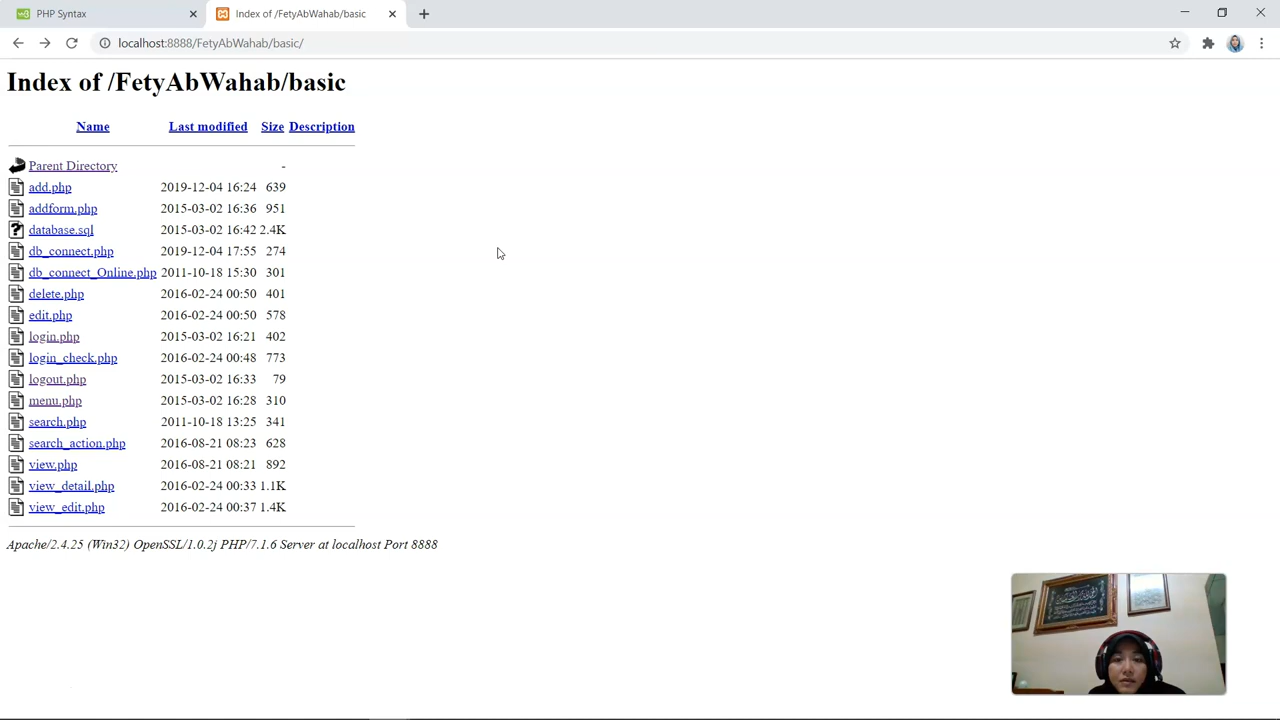 PHP Syntax
Index of /FetyAbWahab/basic
localhost:8888/FetyAbWahab/basic/
Index of /FetyAbWahab/basic
Name Last modified Size Description
Parent Directory -
add.php 2019-12-04 16:24 639
addform.php 2015-03-02 16:36 951
database.sql 2015-03-02 16:42 2.4K
db_connect.php 2019-12-04 17:55 274
db_connect_Online.php 2011-10-18 15:30 301
delete.php 2016-02-24 00:50 401
edit.php 2016-02-24 00:50 578
login.php 2015-03-02 16:21 402
login_check.php 2016-02-24 00:48 773
logout.php 2015-03-02 16:33 79
menu.php 2015-03-02 16:28 310
search.php 2011-10-18 13:25 341
search_action.php 2016-08-21 08:23 628
view.php 2016-08-21 08:21 892
view_detail.php 2016-02-24 00:33 1.1K
view_edit.php 2016-02-24 00:37 1.4K
Apache/2.4.25 (Win32) OpenSSL/1.0.2j PHP/7.1.6 Server at localhost Port 8888